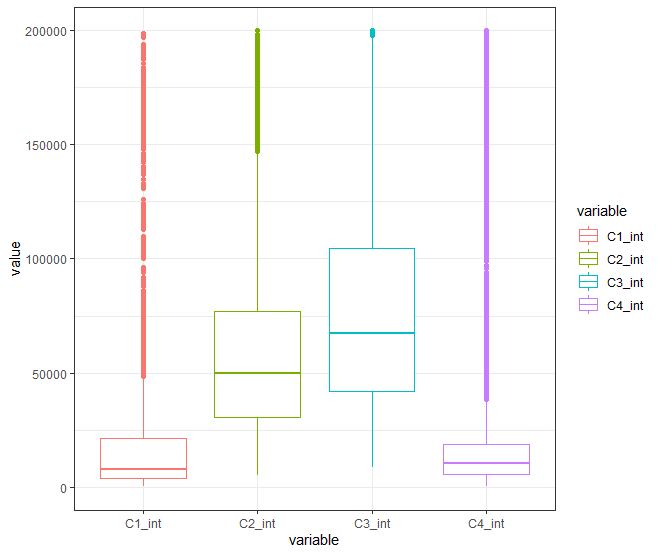 200000
150000
100000
50000
0
value
C1_int
C2_int
C3_int
C4_int
variable
variable
C1_int
C2_int
C3_int
C4_int